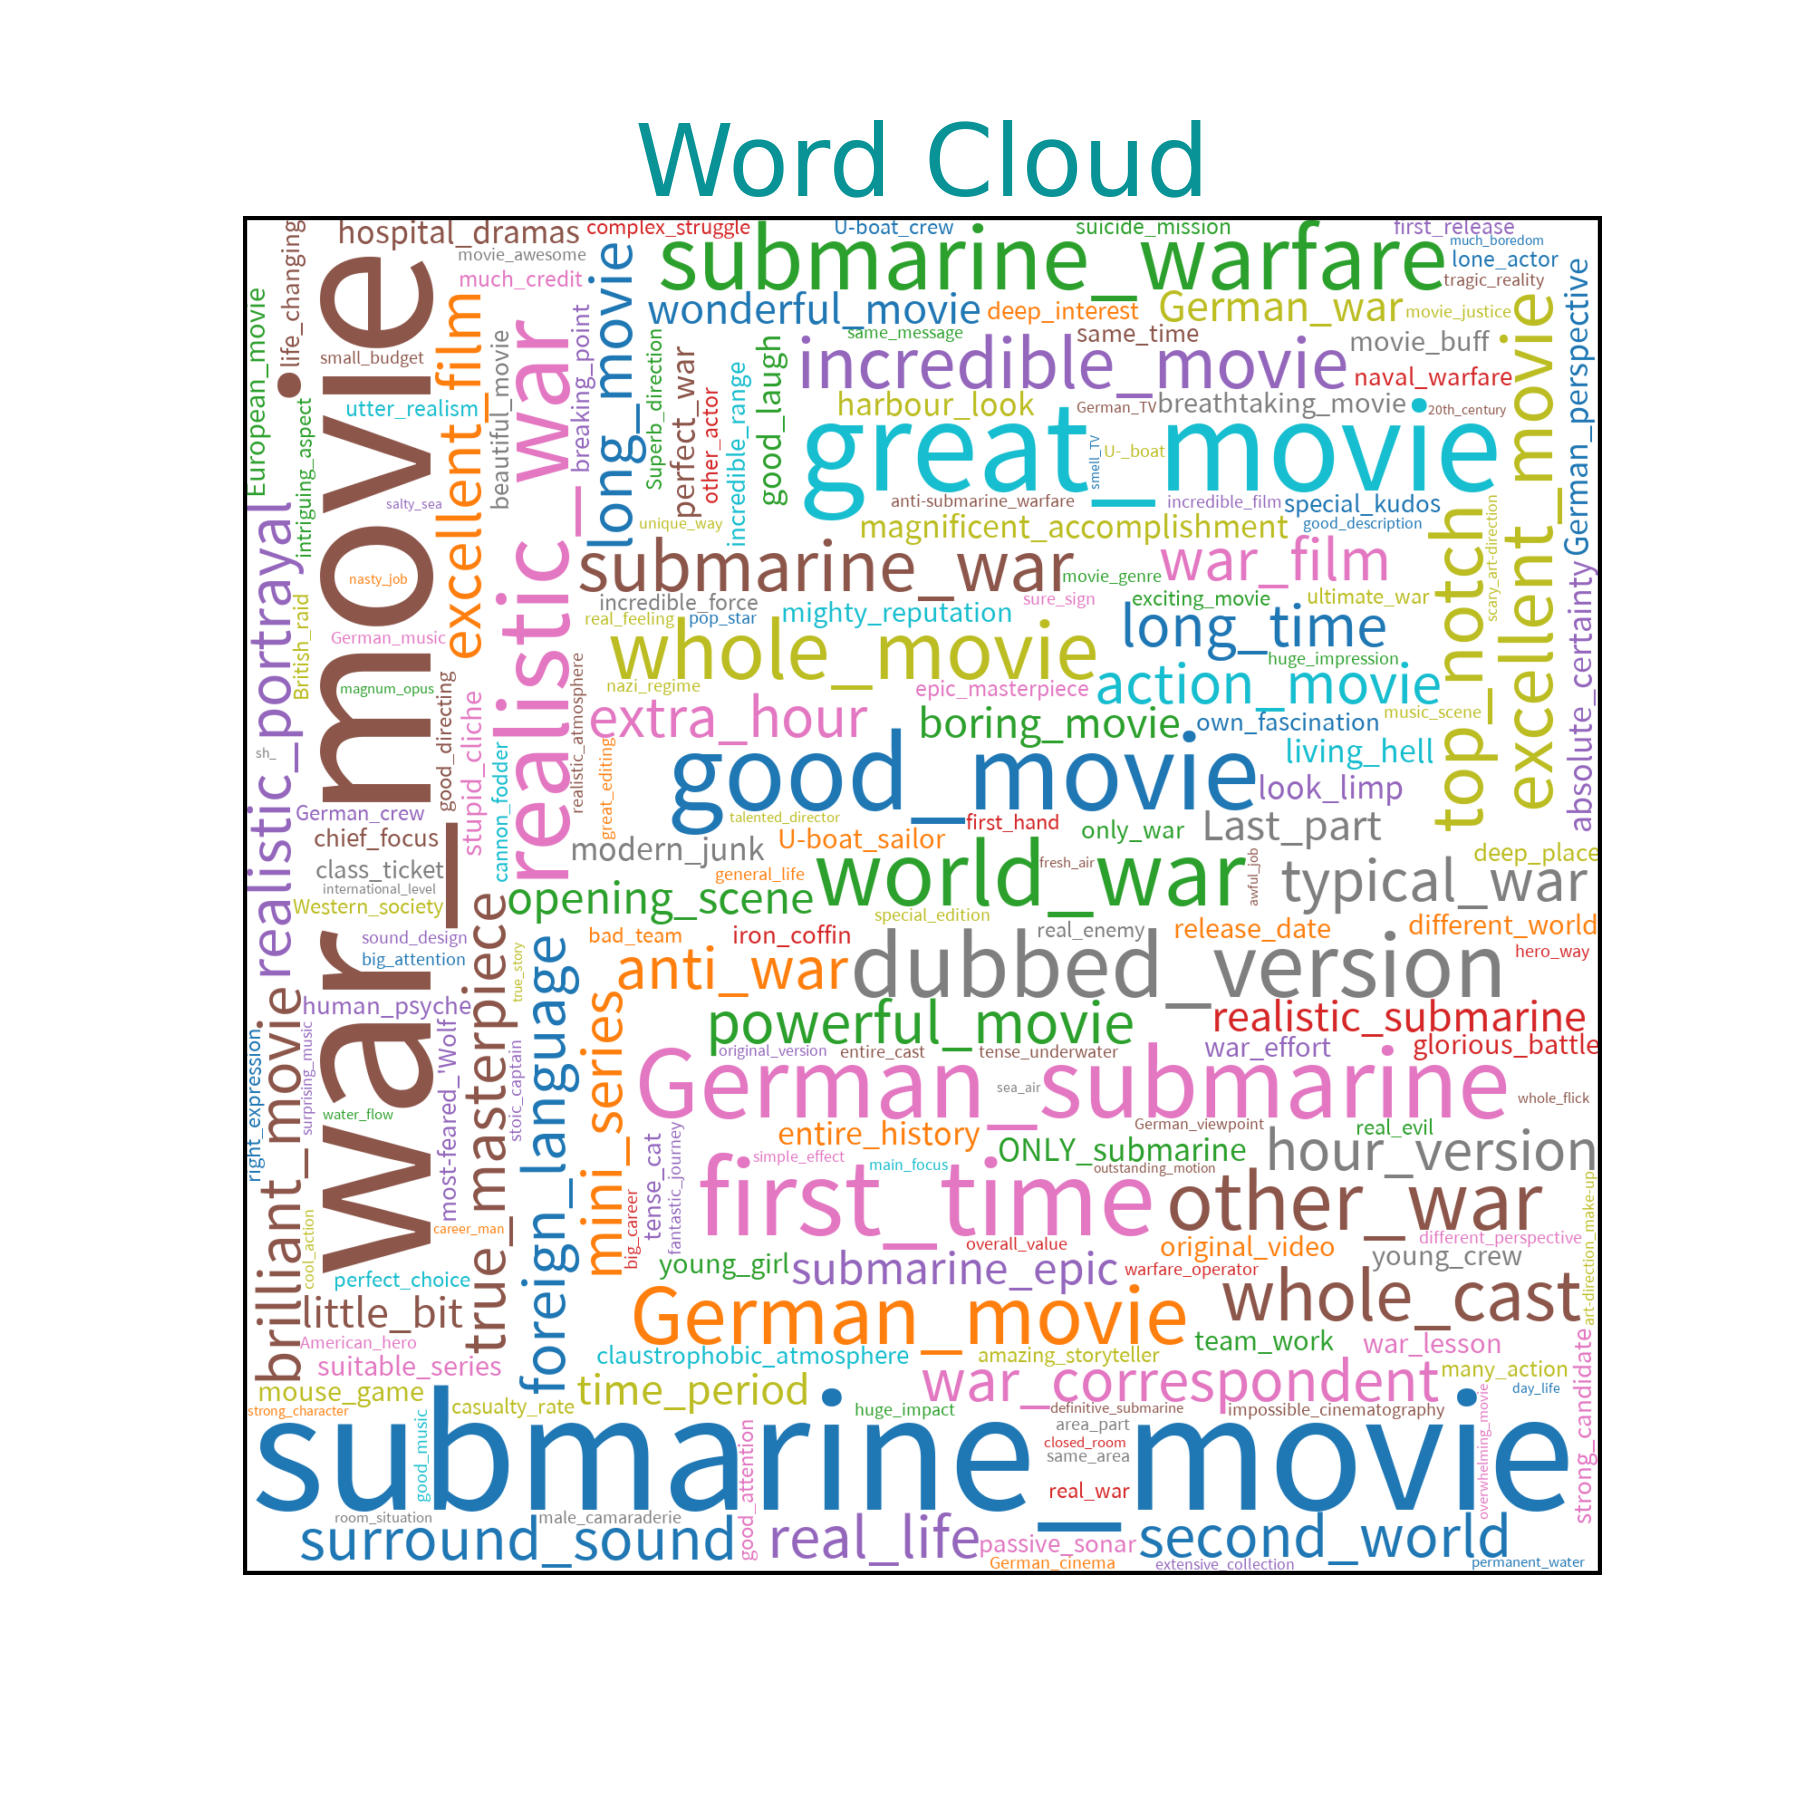 Word Cloud
hospital_dramas
complex_struggle
U-boat_crew
suicide_mission
first_release
much_boredom
movie_awesome
submarine_warfare
lone_actor
life_changing
much_credit
tragic_reality
European_movie
war_movie
excellent_film
long_movie
wonderful_movie
deep_interest
German_war
movie_justice
German_perspective
small_budget
beautiful_movie
realistic_war
breaking_point
Superb_direction
perfect_war
same_message
same_time
movie_buff
excellent_movie
incredible_movie
naval_warfare
utter_realism
other_actor
incredible_range
good_laugh
harbour_look
German_TV
breathtaking_movie
20th_century
intriguing_aspect
great_movie
smell_TV
U-_boat
salty_sea
anti-submarine_warfare
incredible_film
special_kudos
unique_way
magnificent_accomplishment
good_description
scary_art-direction
top_notch
realistic_portrayal
nasty_job
submarine_war
movie_genre
war_film
absolute_certainty
British_raid
incredible_force
sure_sign
exciting_movie
ultimate_war
real_feeling
pop_star
mighty_reputation
German_music
whole_movie
long_time
huge_impression
magnum_opus
good_directing
realistic_atmosphere
nazi_regime
epic_masterpiece
action_movie
stupid_cliche
extra_hour
boring_movie
own_fascination
music_scene
sh_
cannon_fodder
great_editing
good_movie
living_hell
look_limp
German_crew
talented_director
first_hand
only_war
Last_part
chief_focus
modern_junk
U-boat_sailor
deep_place
class_ticket
general_life
world_war
fresh_air
awful_job
typical_war
international_level
Western_society
opening_scene
special_edition
sound_design
bad_team
iron_coffin
real_enemy
release_date
different_world
big_attention
true_story
anti_war
dubbed_version
hero_way
true_masterpiece
foreign_language
mini_series
human_psyche
powerful_movie
realistic_submarine
brilliant_movie
right_expression
surprising_music
most-feared_'Wolf
stoic_captain
original_version
entire_cast
tense_underwater
war_effort
glorious_battle
German_submarine
sea_air
whole_flick
water_flow
tense_cat
fantastic_journey
entire_history
German_viewpoint
real_evil
ONLY_submarine
hour_version
simple_effect
main_focus
outstanding_motion
first_time
other_war
art-direction_make-up
big_career
career_man
cool_action
overall_value
original_video
different_perspective
young_girl
submarine_epic
warfare_operator
young_crew
perfect_choice
little_bit
German_movie
whole_cast
American_hero
team_work
war_lesson
suitable_series
claustrophobic_atmosphere
amazing_storyteller
many_action
strong_candidate
mouse_game
time_period
war_correspondent
day_life
strong_character
casualty_rate
huge_impact
definitive_submarine
impossible_cinematography
good_music
submarine_movie
good_attention
area_part
closed_room
same_area
overwhelming_movie
real_war
room_situation
male_camaraderie
surround_sound
real_life
passive_sonar
second_world
German_cinema
extensive_collection
permanent_water